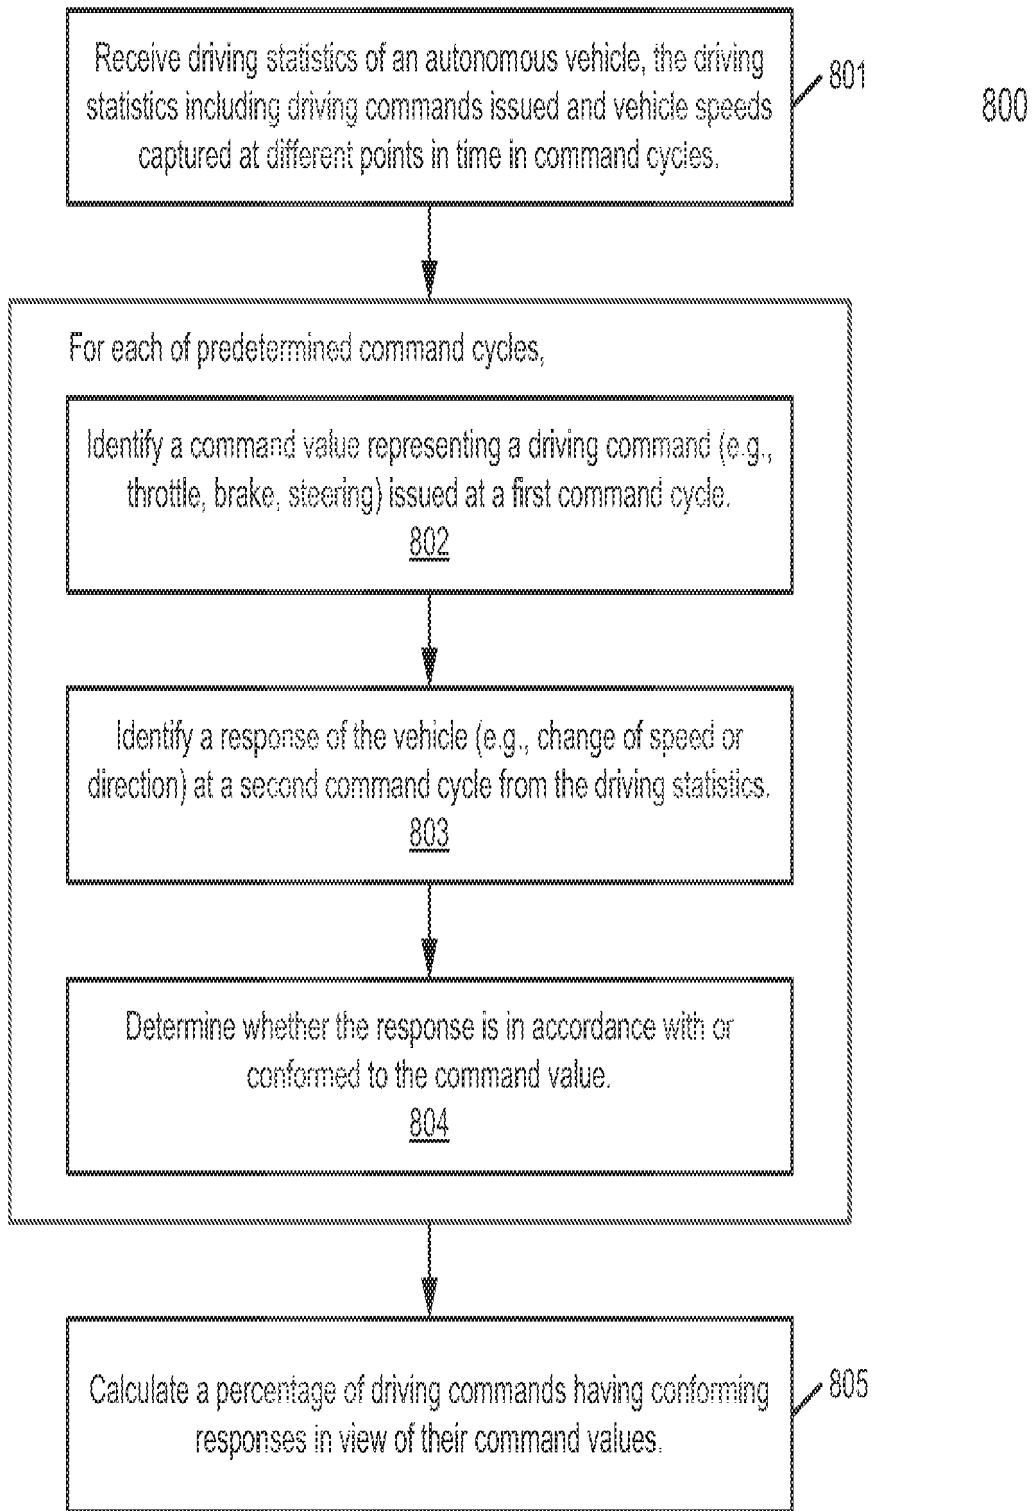 Receive driving statistics of an autonomous vehicle, the driving
statistics including driving commands issued and vehicle speeds
captured at different points in time in command cycles.
801
800
For each of predetermined command cycles,
Identify a command value representing a driving command (e.g.,
throttle, brake, steering) issued at a first command cycle.
802
Identify a response of the vehicle (e.g., change of speed or
direction) at a second command cycle from the driving statistics.
803
Determine whether the response is in accordance with or
conformed to the command value.
804
Calculate a percentage of driving commands having conforming
responses in view of their command values.
805